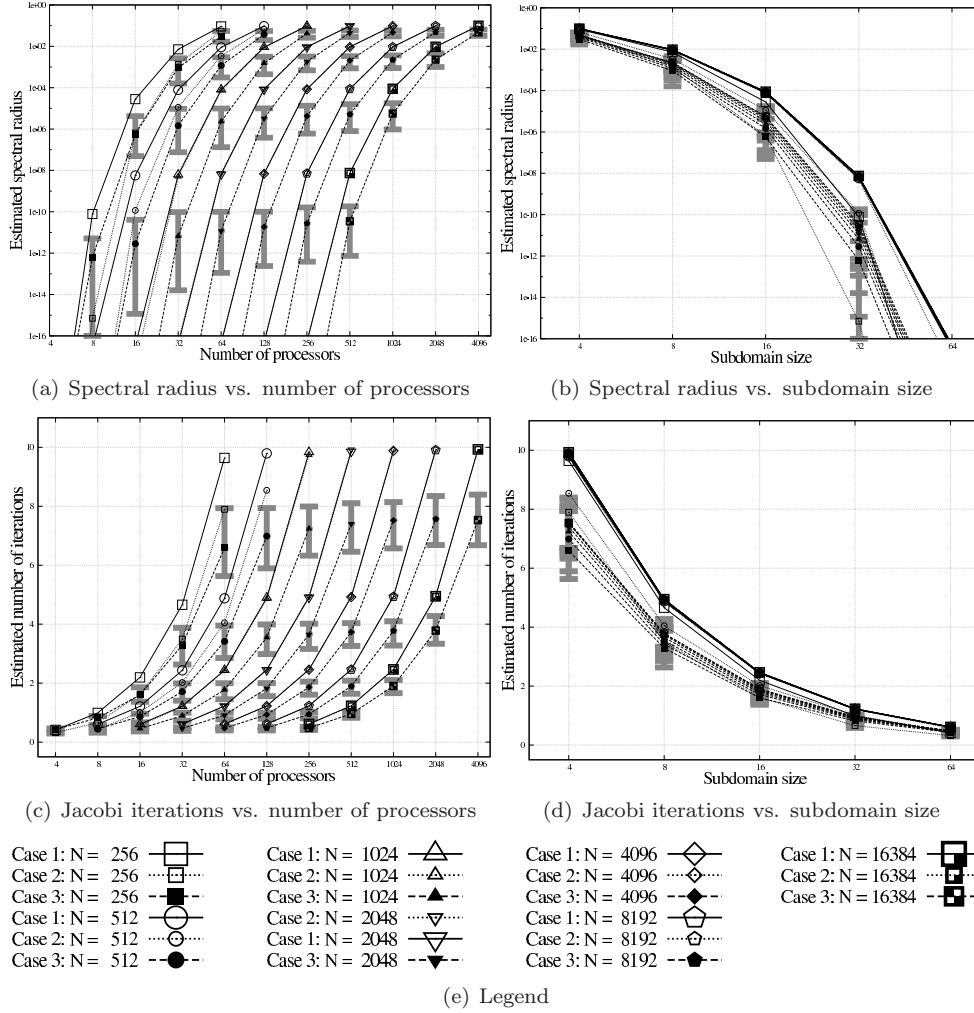 1e+00
1e-02
1e-04
1e-06
1e-08
1e-10
1e-12
1e-14
1e-16
Estimated spectral radius
4 8 16 32 64 128 256 512 1024 2048 4096
Number of processors
(a) Spectral radius vs. number of processors
1e+00
1e-02
1e-04
1e-06
1e-08
1e-10
1e-12
1e-14
1e-16
Estimated spectral radius
4 8 16 32 64
Subdomain size
(b) Spectral radius vs. subdomain size
10
8
6
4
2
0
Estimated number of iterations
4 8 16 32 64 128 256 512 1024 2048 4096
Number of processors
(c) Jacobi iterations vs. number of processors
10
8
6
4
2
0
Estimated number of iterations
4 8 16 32 64
Subdomain size
(d) Jacobi iterations vs. subdomain size
Case 1: N = 256
Case 2: N = 256
Case 3: N = 256
Case 1: N = 512
Case 2: N = 512
Case 3: N = 512
Case 1: N = 1024
Case 2: N = 1024
Case 3: N = 1024
Case 2: N = 2048
Case 1: N = 2048
Case 3: N = 2048
Case 1: N = 4096
Case 2: N = 4096
Case 3: N = 4096
Case 1: N = 8192
Case 2: N = 8192
Case 3: N = 8192
Case 1: N = 16384
Case 2: N = 16384
Case 3: N = 16384
(e) Legend